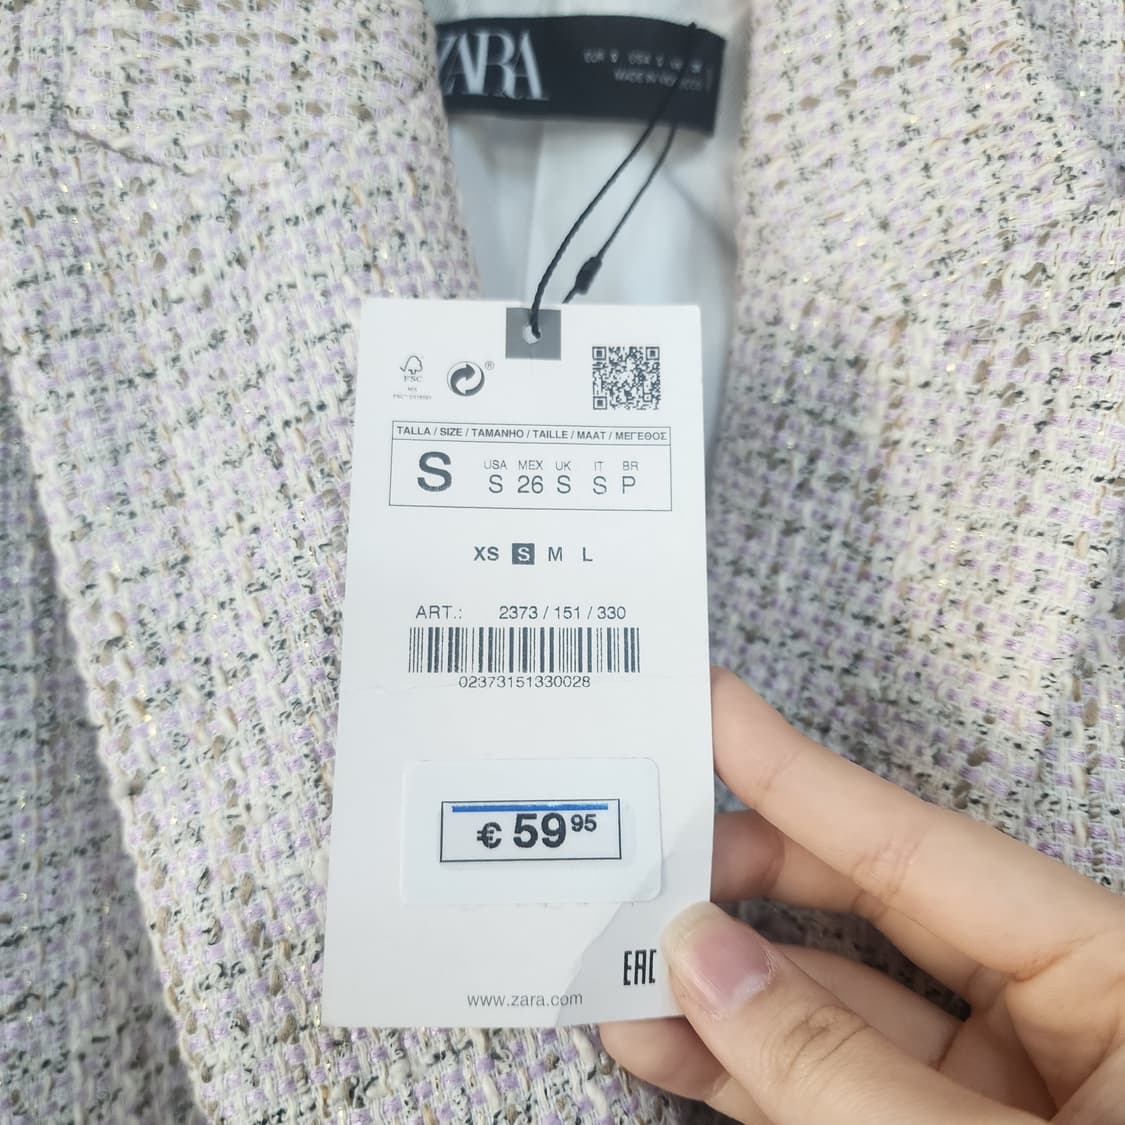 ZARA
FSC
®
TALLA / SIZE / TAMANHO / TAILLE / MAAT / ΜΕΓΕΘΟΣ
S
USA MEX UK IT BR
S 26 S S P
XS S M L
ART.: 2373 / 151 / 330
02373151330028
€ 59 95
EAC
www.zara.com